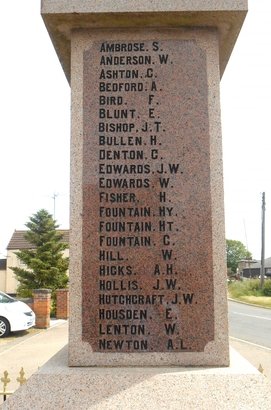 AMBROSE. S.
ANDERSON. W.
ASHTON. C.
BEDFORD. A.
BIRD. F.
BLUNT. E.
BISHOP. J.T.
BULLEN. H.
DENTON. C.
EDWARDS. J.W.
EDWARDS. W.
FISHER. H.
FOUNTAIN. HY.
FOUNTAIN. HT.
FOUNTAIN. C.
HILL. W.
HICKS. A.H.
HOLLIS. J.W.
HUTCHCRAFT. J.W.
HOUSDEN. E.
LENTON. W.
NEWTON. A.L.